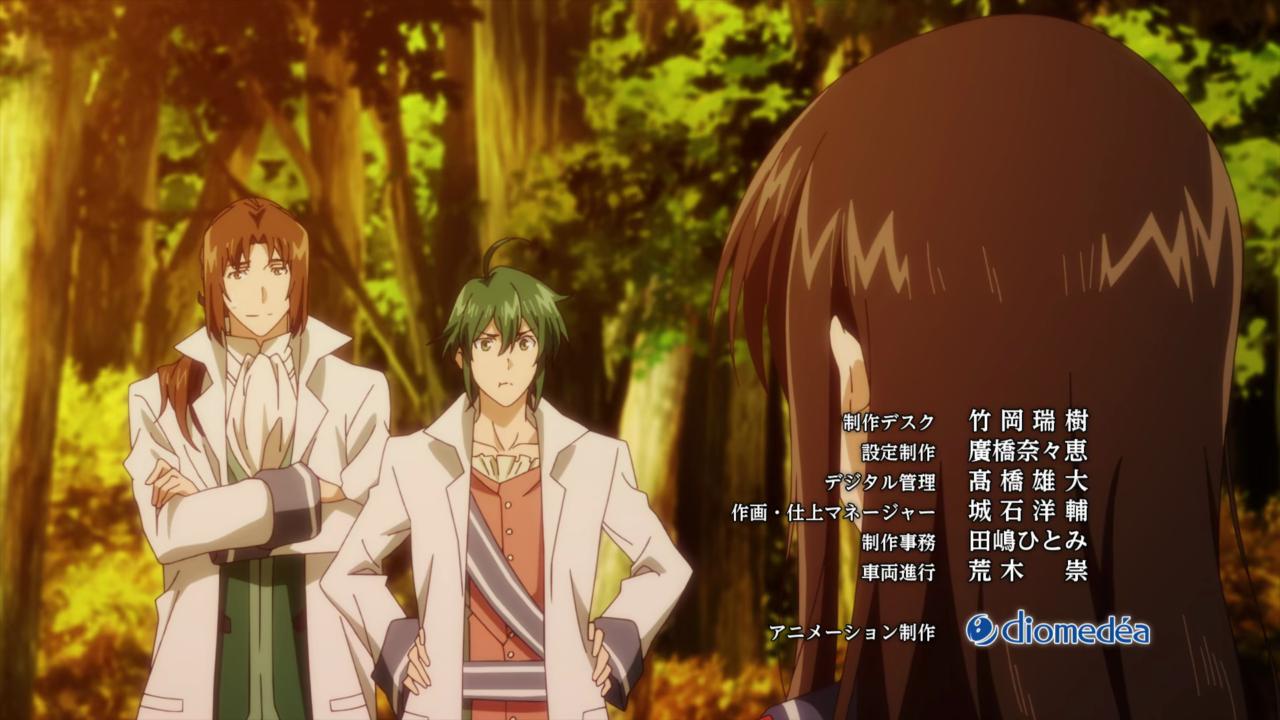 制作デスク 竹岡瑞樹
設定制作 廣橋奈々恵
デジタル管理 髙橋雄大
作画・仕上マネージャー 城石洋輔
制作事務 田嶋ひとみ
車両進行 荒木 崇
アニメーション制作 diomedéa